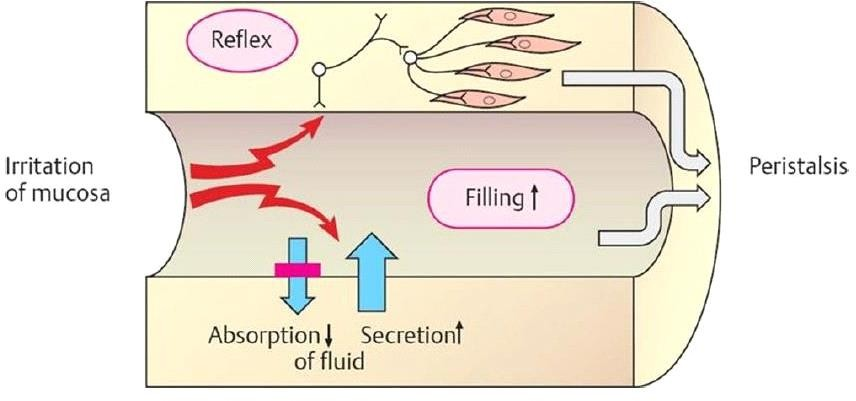 Reflex
Irritation
of mucosa
Peristalsis
Filling↑
Absorption↓ Secretion↑
of fluid